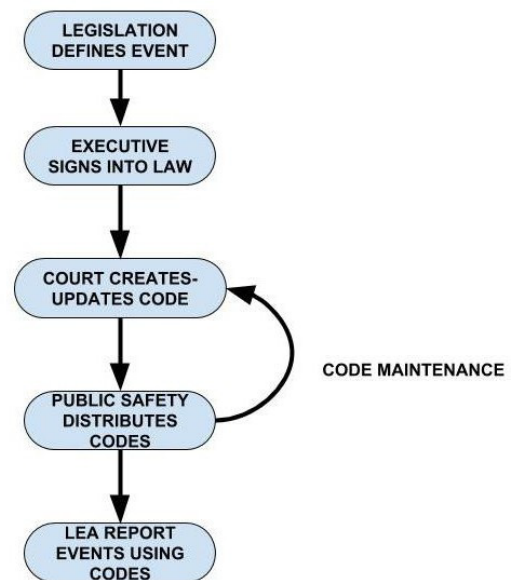 LEGISLATION
DEFINES EVENT
EXECUTIVE
SIGNS INTO LAW
COURT CREATES-
UPDATES CODE
CODE MAINTENANCE
PUBLIC SAFETY
DISTRIBUTES
CODES
LEA REPORT
EVENTS USING
CODES